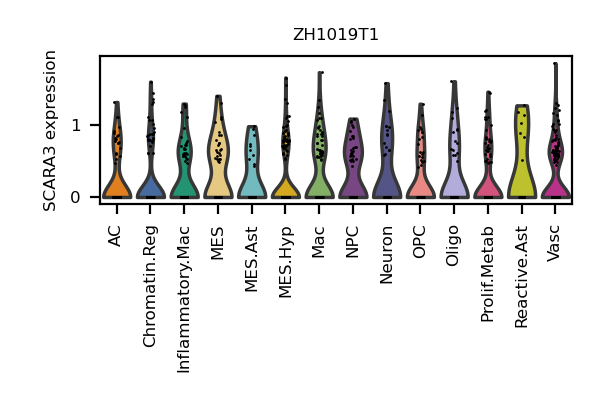 ZH1019T1
SCARA3 expression
1
0
AC
Chromatin.Reg
Inflammatory.Mac
MES
MES.Ast
MES.Hyp
Mac
NPC
Neuron
OPC
Oligo
Prolif.Metab
Reactive.Ast
Vasc